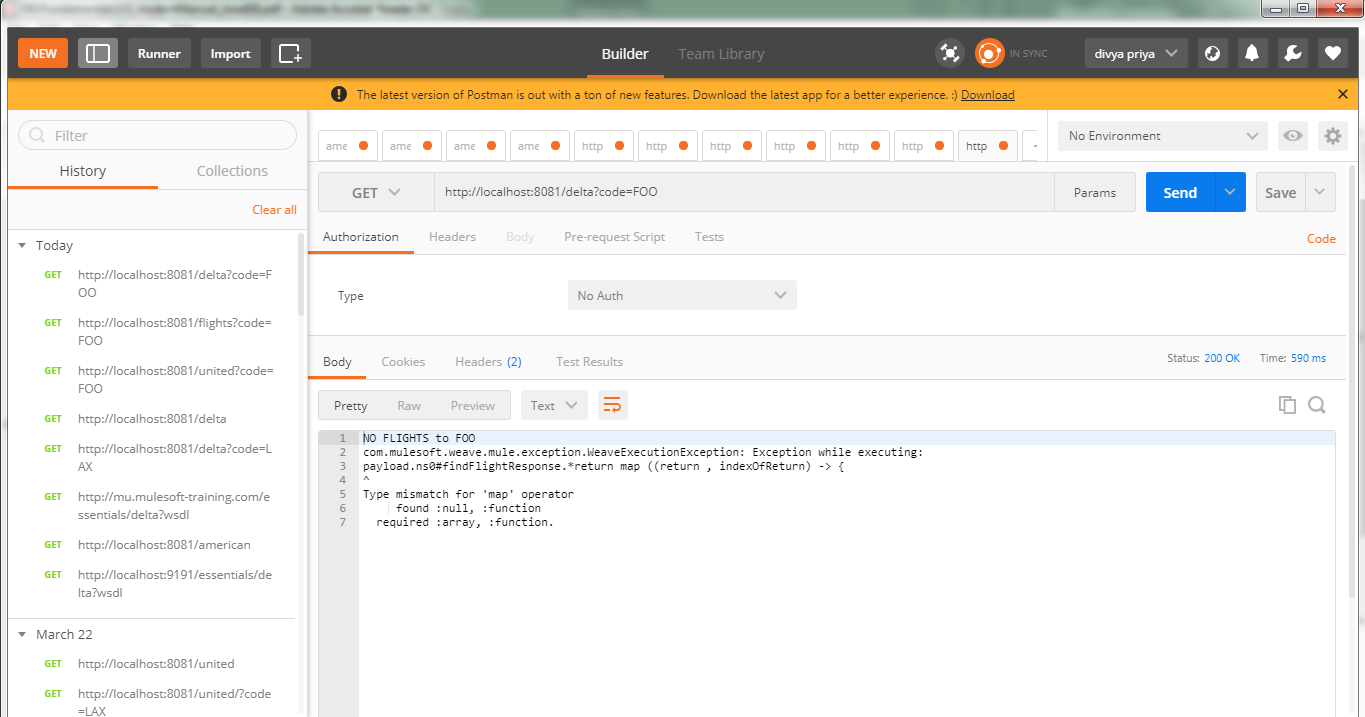 NEW Runner Import Builder Team Library IN SYNC divya priya
The latest version of Postman is out with a ton of new features. Download the latest app for a better experience. :) Download
Filter
History Collections
Clear all
Today
GET http://localhost:8081/delta?code=F
OO
GET http://localhost:8081/flights?code=
FOO
GET http://localhost:8081/united?code=
FOO
GET http://localhost:8081/delta
GET http://localhost:8081/delta?code=L
AX
GET http://mu.mulesoft-training.com/e
ssentials/delta?wsdl
GET http://localhost:8081/american
GET http://localhost:9191/essentials/de
lta?wsdl
March 22
GET http://localhost:8081/united
GET http://localhost:8081/united/?code
=LAX
ame ame ame ame http http http http http http http
No Environment
GET http://localhost:8081/delta?code=FOO Params Send Save
Authorization Headers Body Pre-request Script Tests Code
Type No Auth
Body Cookies Headers (2) Test Results Status: 200 OK Time: 590 ms
Pretty Raw Preview Text
1 NO FLIGHTS to FOO
2 com.mulesoft.weave.mule.exception.WeaveExecutionException: Exception while executing:
3 payload.ns0#findFlightResponse.*return map ((return , indexOfReturn) -> {
4 ^
5 Type mismatch for 'map' operator
6 found :null, :function
7 required :array, :function.